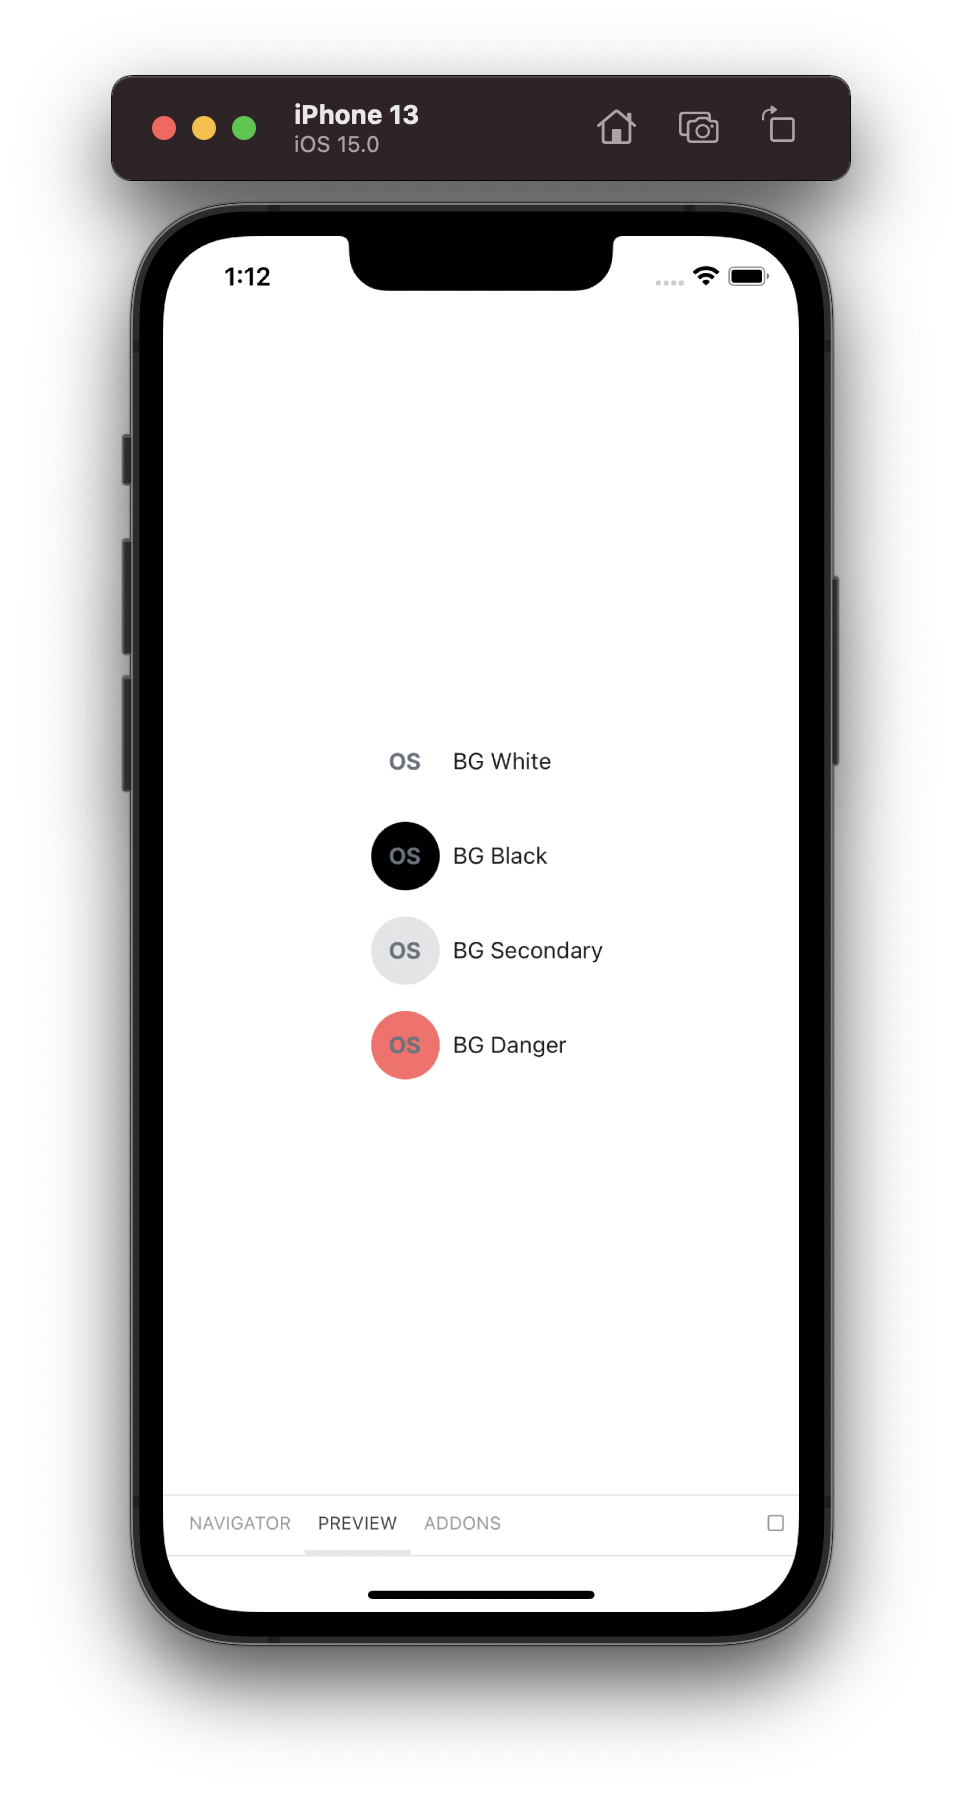 iPhone 13
iOS 15.0
1:12
OS BG White
OS BG Black
OS BG Secondary
OS BG Danger
NAVIGATOR PREVIEW ADDONS